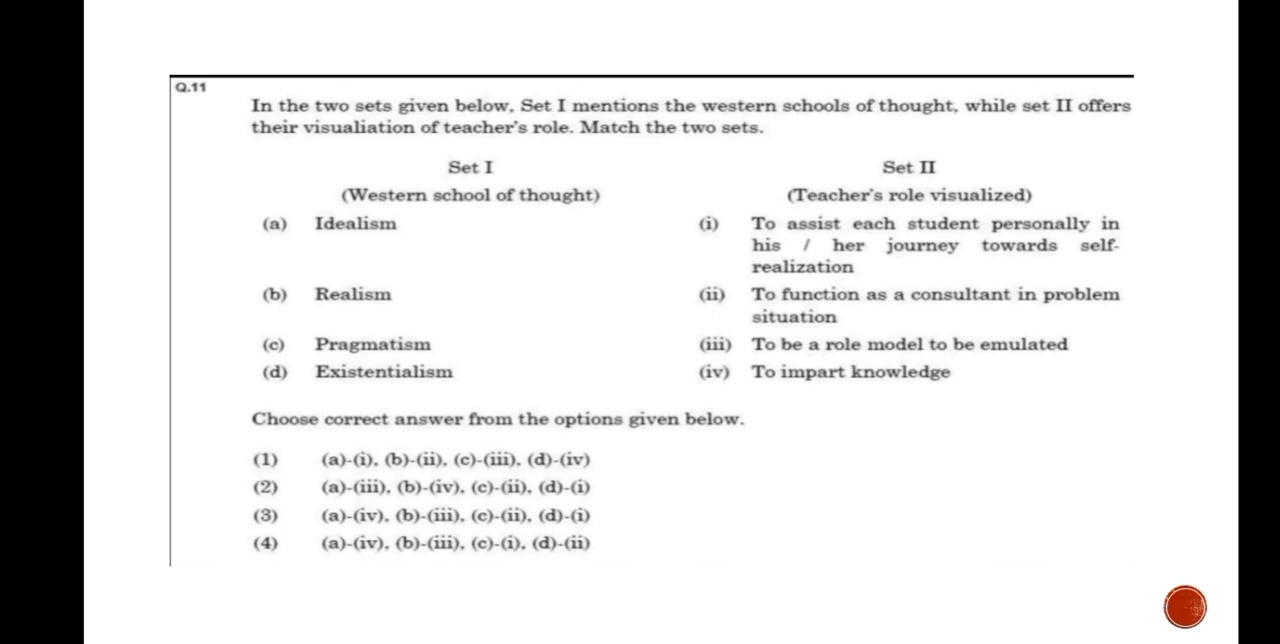 Q.11
In the two sets given below, Set I mentions the western schools of thought, while set II offers
their visualiation of teacher's role. Match the two sets.
Set I Set II
(Western school of thought) (Teacher's role visualized)
(a) Idealism (i) To assist each student personally in
his / her journey towards self-
realization
(b) Realism (ii) To function as a consultant in problem
situation
(c) Pragmatism (iii) To be a role model to be emulated
(d) Existentialism (iv) To impart knowledge
Choose correct answer from the options given below.
(1) (a)-(i), (b)-(ii), (c)-(iii), (d)-(iv)
(2) (a)-(iii), (b)-(iv), (c)-(ii), (d)-(i)
(3) (a)-(iv), (b)-(iii), (c)-(ii), (d)-(i)
(4) (a)-(iv), (b)-(iii), (c)-(i), (d)-(ii)